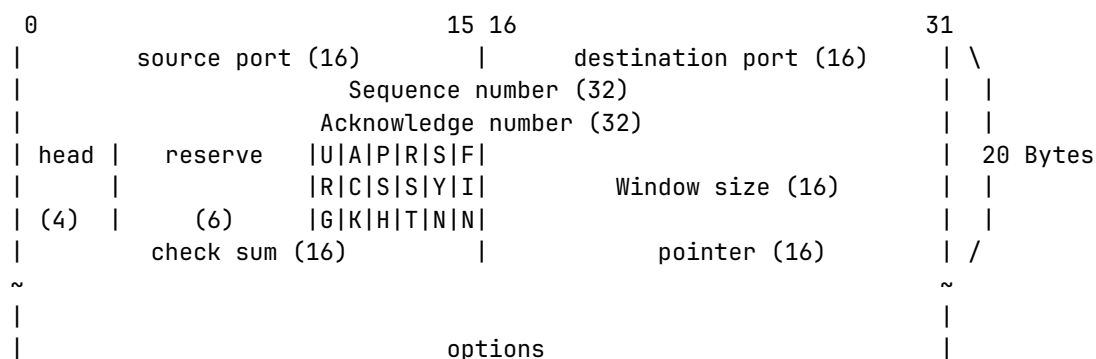 0 15 16 31
| source port (16) | destination port (16) | \
| Sequence number (32) | |
| Acknowledge number (32) | |
| head | reserve |U|A|P|R|S|F| | 20 Bytes
| | |R|C|S|S|Y|I| Window size (16) | |
| (4) | (6) |G|K|H|T|N|N| | |
| check sum (16) | pointer (16) | /
~ ~
| |
| options |